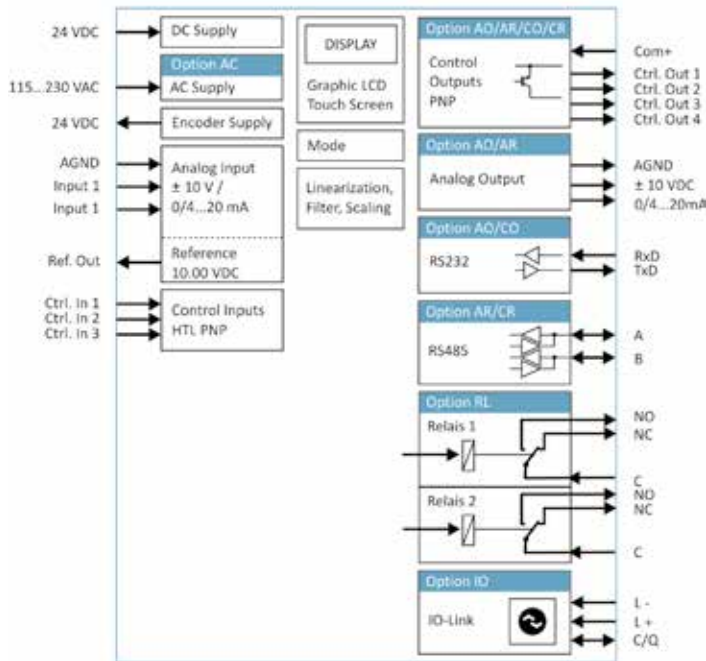 24 VDC
DC Supply
Option AC
115...230 VAC
AC Supply
24 VDC
Encoder Supply
AGND
Input 1
Input 1
Analog Input
± 10 V /
0/4...20 mA
Ref. Out
Reference
10.00 VDC
Ctrl. In 1
Ctrl. In 2
Ctrl. In 3
Control Inputs
HTL PNP
DISPLAY
Graphic LCD
Touch Screen
Mode
Linearization,
Filter, Scaling
Option AO/AR/CO/CR
Control
Outputs
PNP
Com+
Ctrl. Out 1
Ctrl. Out 2
Ctrl. Out 3
Ctrl. Out 4
Option AO/AR
Analog Output
AGND
± 10 VDC
0/4...20mA
Option AO/CO
RS232
RxD
TxD
Option AR/CR
RS485
A
B
Option RL
Relais 1
NO
NC
C
Relais 2
NO
NC
C
Option IO
IO-Link
L -
L +
C/Q